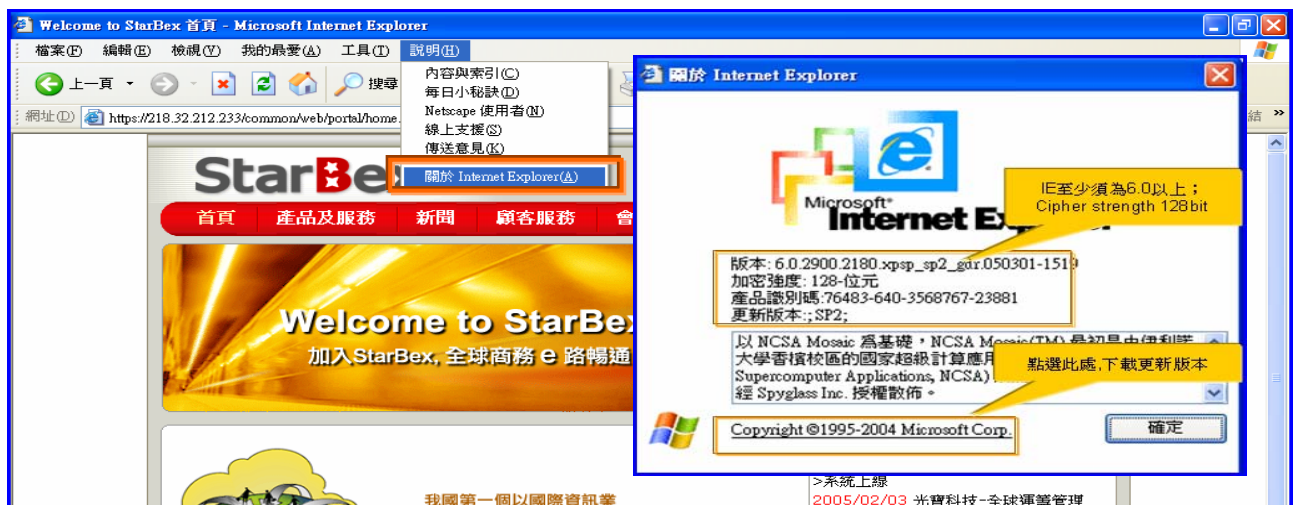 Welcome to StarBex 首頁 - Microsoft Internet Explorer
檔案(F) 編輯(E) 檢視(V) 我的最愛(A) 工具(T) 說明(H)
上一頁 搜尋
網址(D) https://218.32.212.233/common/web/portal/home.
結 »
內容與索引(C)
每日小秘訣(D)
Netscape 使用者(N)
線上支援(S)
傳送意見(K)
關於 Internet Explorer(A)
StarBe
首頁 產品及服務 新聞 顧客服務 會
Welcome to StarBex
加入StarBex, 全球商務 e 路暢通
我國第一個以國際資訊業
>系統上線
2005/02/03 光寶科技-全球運籌管理
關於 Internet Explorer
Microsoft
Internet Explorer
IE至少須為6.0以上；
Cipher strength 128bit
版本: 6.0.2900.2180.xpsp_sp2_gdr.050301-1519
加密強度: 128-位元
產品識別碼:76483-640-3568767-23881
更新版本:;SP2;
以 NCSA Mosaic 為基礎，NCSA Mosaic(TM) 最初是由伊利諾
大學香檳校區的國家超級計算應用
Supercomputer Applications, NCSA)
經 Spyglass Inc. 授權散佈。
點選此處,下載更新版本
Copyright ©1995-2004 Microsoft Corp.
確定